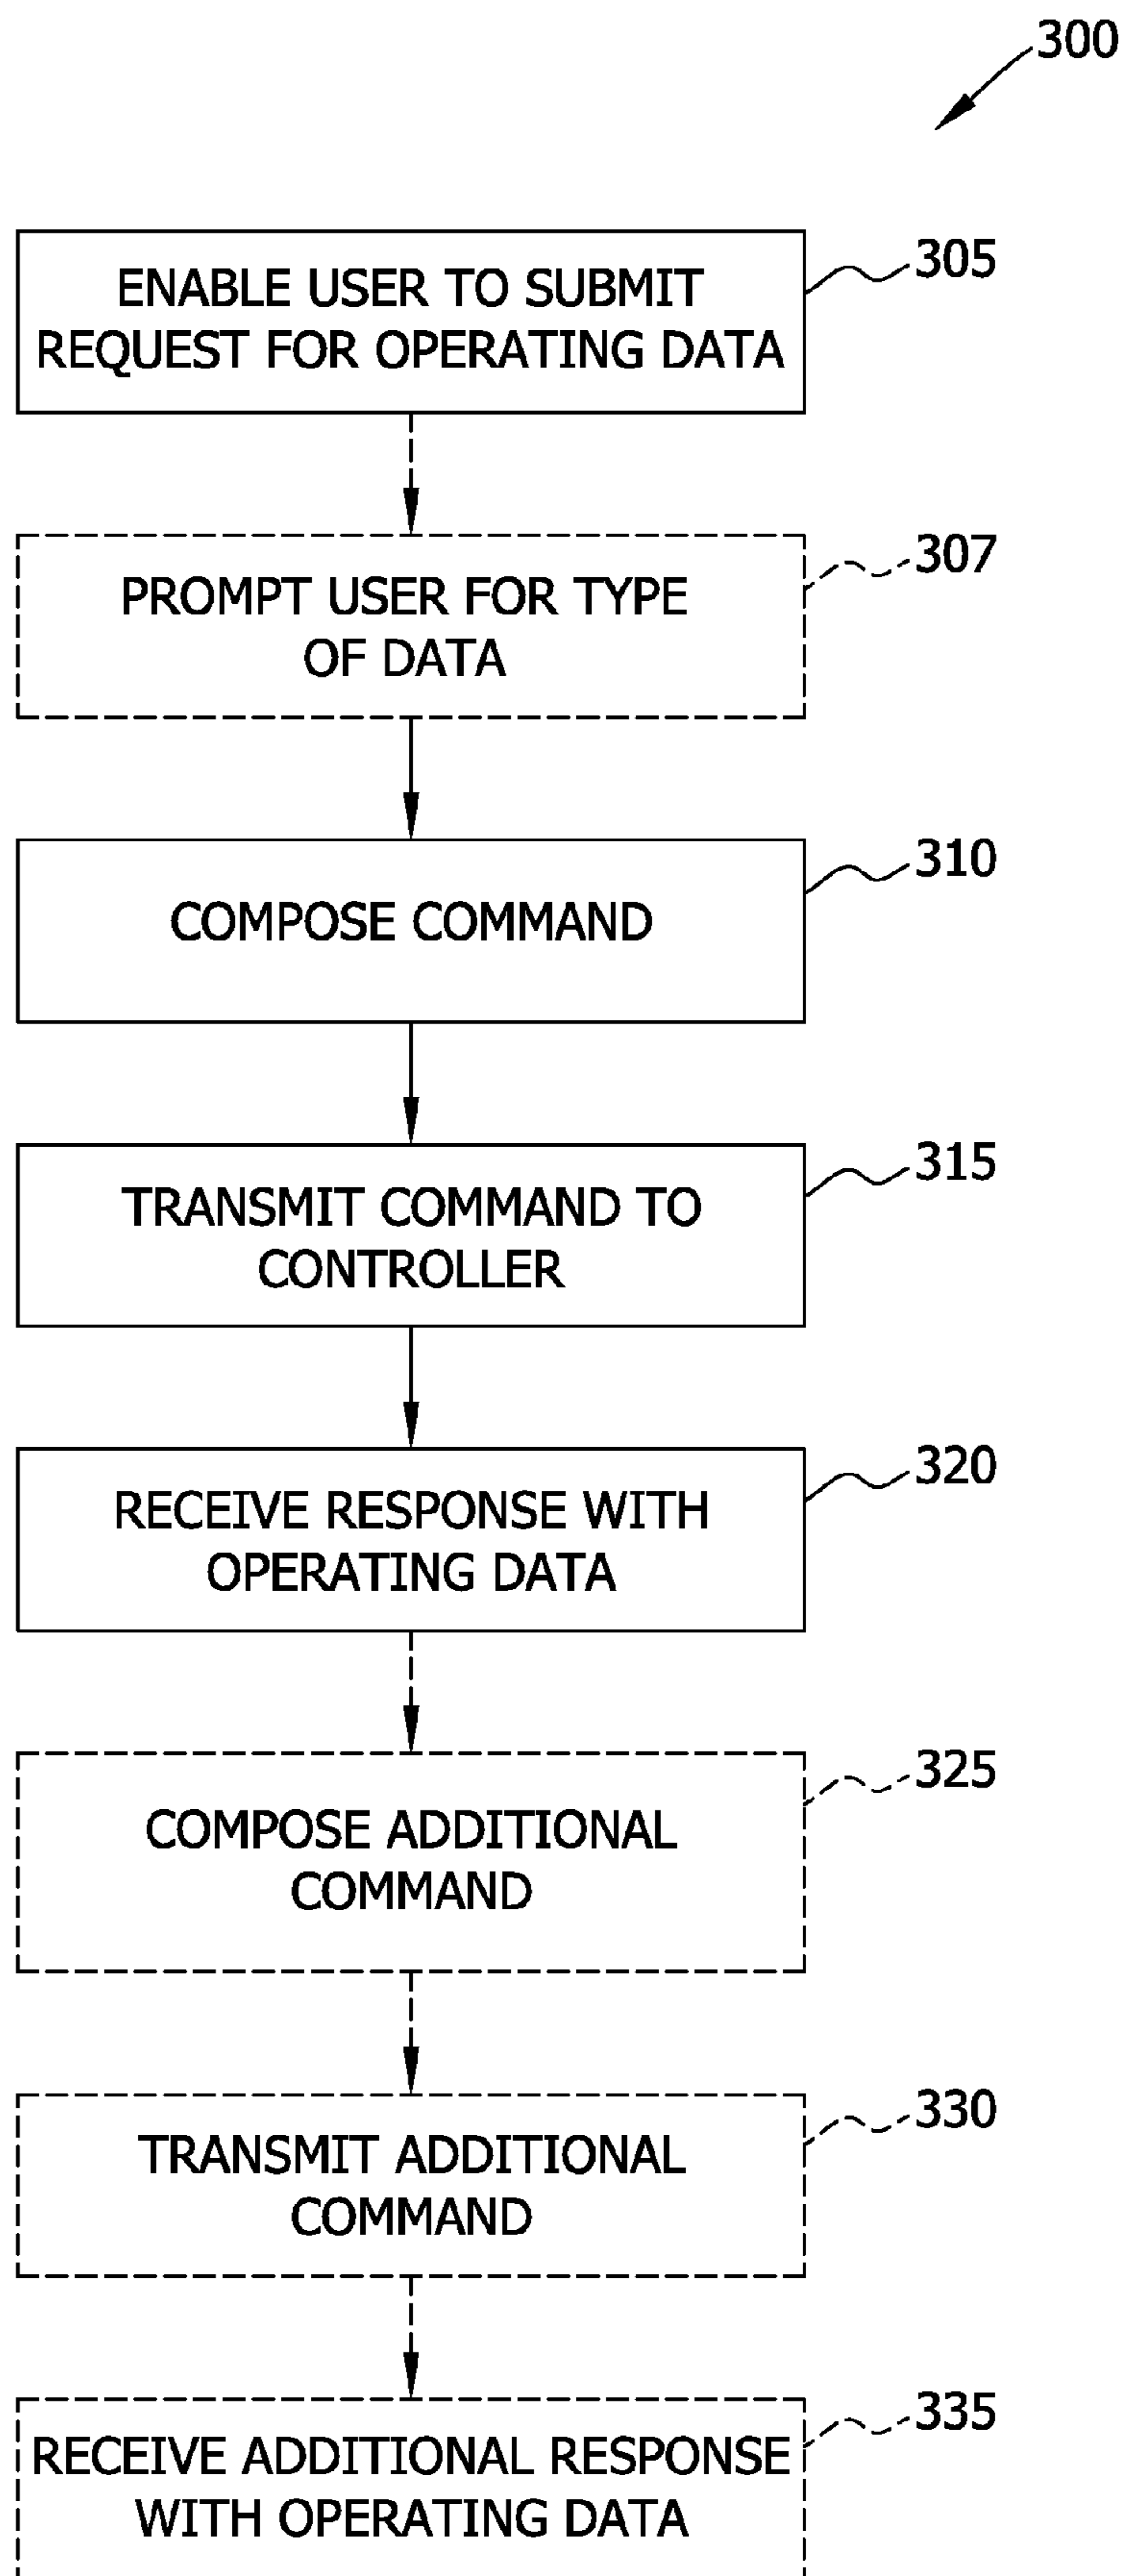 300
ENABLE USER TO SUBMIT
REQUEST FOR OPERATING DATA
305
PROMPT USER FOR TYPE
OF DATA
307
COMPOSE COMMAND
310
TRANSMIT COMMAND TO
CONTROLLER
315
RECEIVE RESPONSE WITH
OPERATING DATA
320
COMPOSE ADDITIONAL
COMMAND
325
TRANSMIT ADDITIONAL
COMMAND
330
RECEIVE ADDITIONAL RESPONSE
WITH OPERATING DATA
335